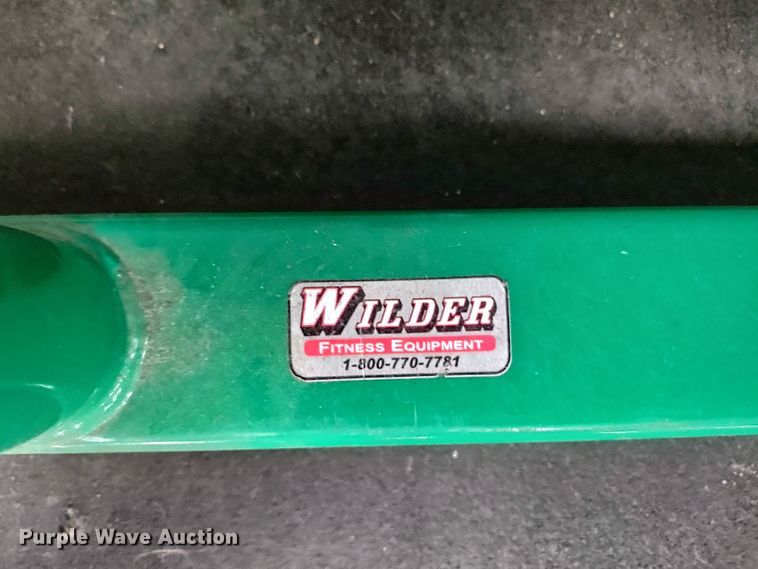 WILDER
FITNESS EQUIPMENT
1-800-770-7781
Purple Wave Auction